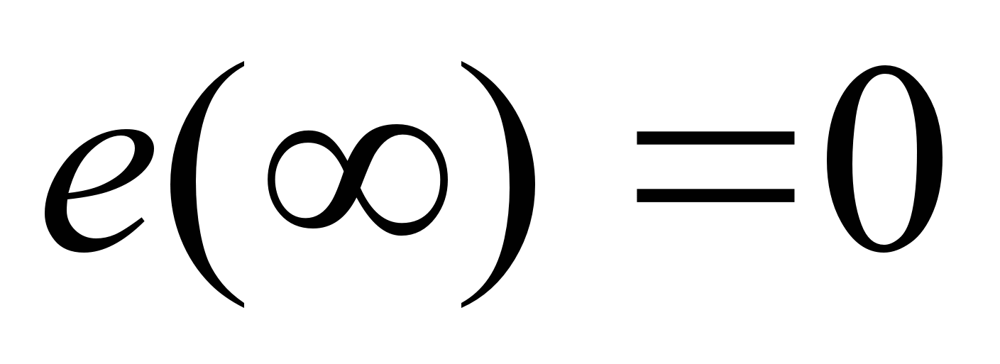 e(∞) =0